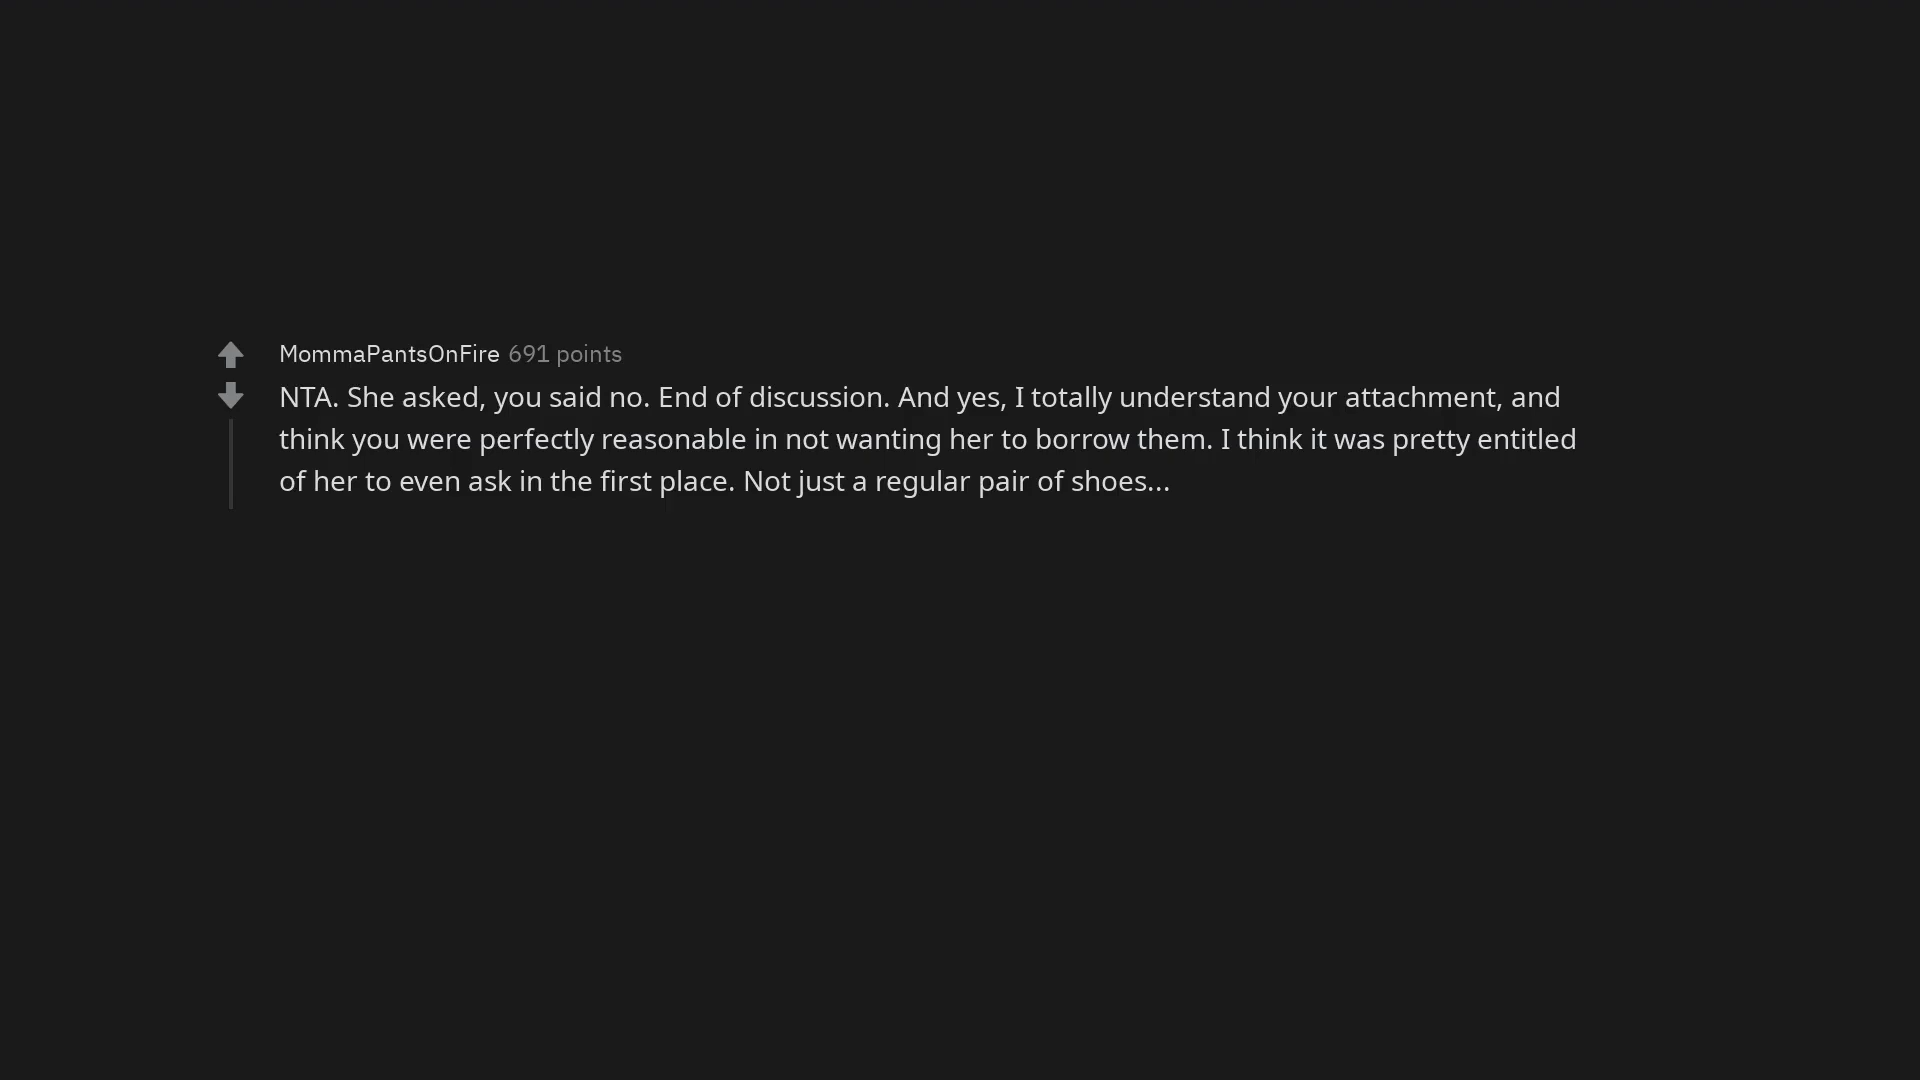 MommaPantsOnFire 691 points
NTA. She asked, you said no. End of discussion. And yes, I totally understand your attachment, and
think you were perfectly reasonable in not wanting her to borrow them. I think it was pretty entitled
of her to even ask in the first place. Not just a regular pair of shoes...